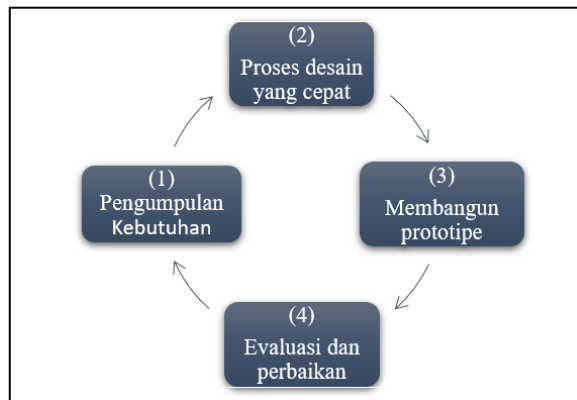 (1)
Pengumpulan
Kebutuhan
(2)
Proses desain
yang cepat
(3)
Membangun
prototipe
(4)
Evaluasi dan
perbaikan